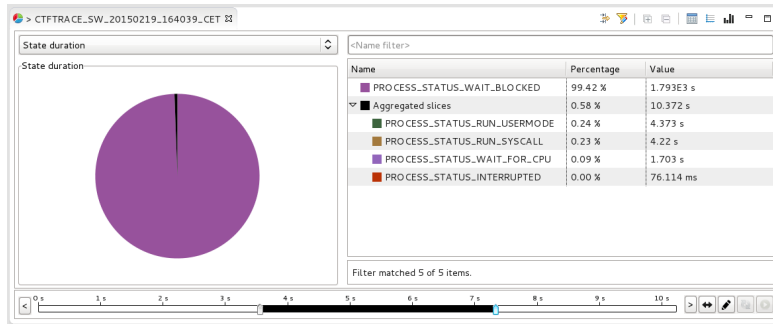 > CTFTRACE_SW_20150219_164039_CET
State duration
<Name filter>
State duration
Name Percentage Value
PROCESS_STATUS_WAIT_BLOCKED 99.42 % 1.793E3 s
Aggregated slices 0.58 % 10.372 s
PROCESS_STATUS_RUN_USERMODE 0.24 % 4.373 s
PROCESS_STATUS_RUN_SYSCALL 0.23 % 4.22 s
PROCESS_STATUS_WAIT_FOR_CPU 0.09 % 1.703 s
PROCESS_STATUS_INTERRUPTED 0.00 % 76.114 ms
Filter matched 5 of 5 items.
< 0 s 1 s 2 s 3 s 4 s 5 s 6 s 7 s 8 s 9 s 10 s >